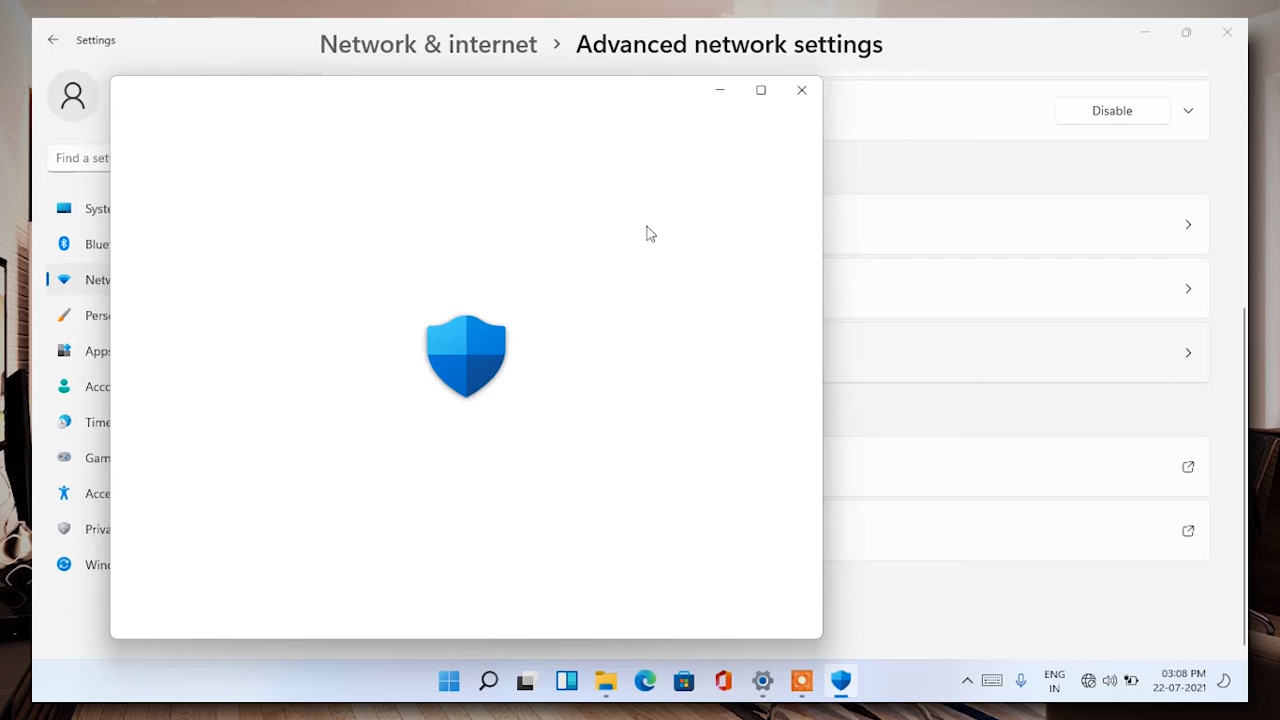 Settings
Network & internet > Advanced network settings
Disable
Find a set
Syste
Blue
Netw
Perso
Apps
Acco
Time
Gam
Acce
Priva
Wind
ENG
IN
03:08 PM
22-07-2021